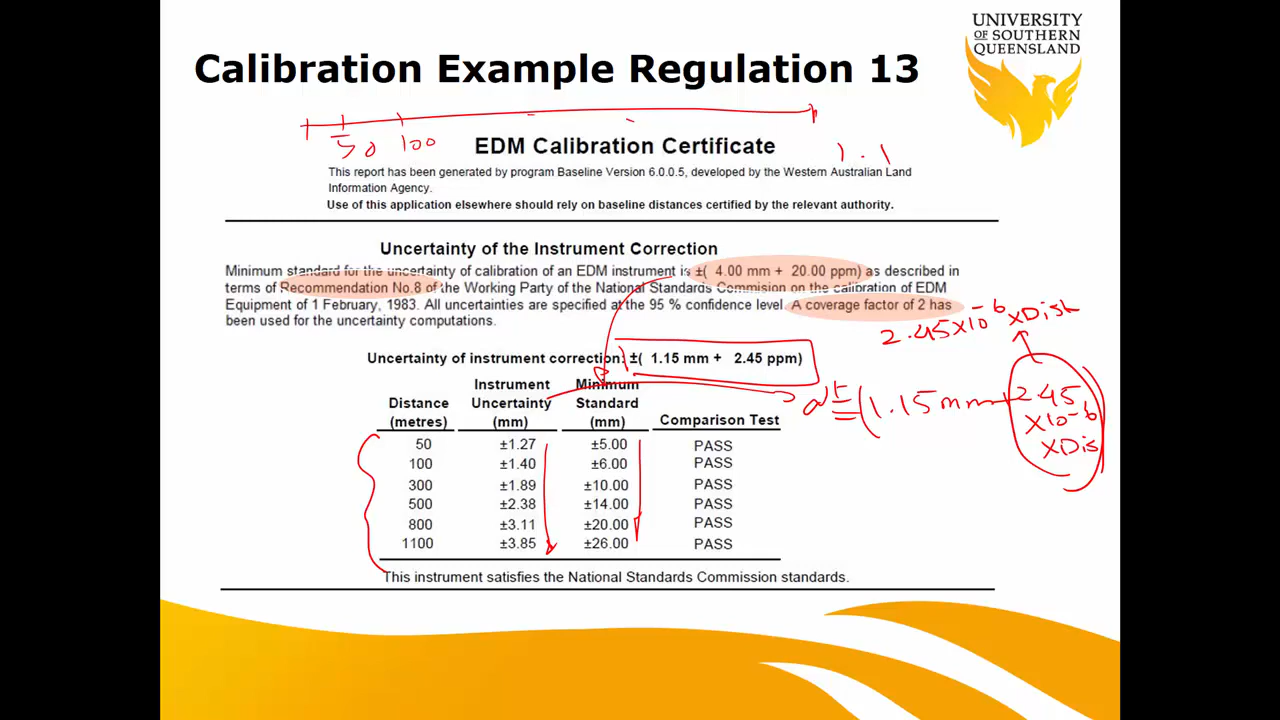 UNIVERSITY
OF SOUTHERN
QUEENSLAND
Calibration Example Regulation 13
50 100 1.1
EDM Calibration Certificate
This report has been generated by program Baseline Version 6.0.0.5, developed by the Western Australian Land
Information Agency.
Use of this application elsewhere should rely on baseline distances certified by the relevant authority.
Uncertainty of the Instrument Correction
Minimum standard for the uncertainty of calibration of an EDM instrument is ±( 4.00 mm + 20.00 ppm) as described in
terms of Recommendation No.8 of the Working Party of the National Standards Commision on the calibration of EDM
Equipment of 1 February, 1983. All uncertainties are specified at the 95 % confidence level. A coverage factor of 2 has
been used for the uncertainty computations.
2.45x10-6 xDist
Uncertainty of instrument correction: ±( 1.15 mm + 2.45 ppm)
Distance (metres) Instrument Uncertainty (mm) Minimum Standard (mm) Comparison Test
50 ±1.27 ±5.00 PASS
100 ±1.40 ±6.00 PASS
300 ±1.89 ±10.00 PASS
500 ±2.38 ±14.00 PASS
800 ±3.11 ±20.00 PASS
1100 ±3.85 ±26.00 PASS
(1.15mm+ 2.45
x10-6
xDis
This instrument satisfies the National Standards Commission standards.